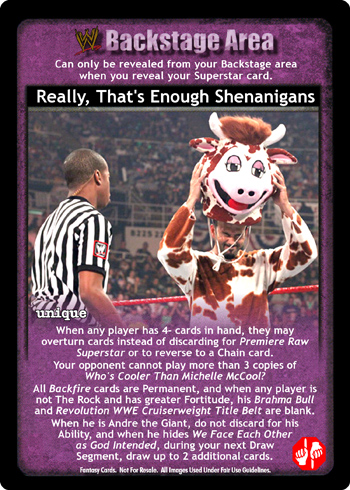 W Backstage Area
Can only be revealed from your Backstage area
when you reveal your Superstar card.
Really, That's Enough Shenanigans
unique
When any player has 4- cards in hand, they may
overturn cards instead of discarding for Premiere Raw
Superstar or to reverse to a Chain card.
Your opponent cannot play more than 3 copies of
Who's Cooler Than Michelle McCool?
All Backfire cards are Permanent, and when any player is
not The Rock and has greater Fortitude, his Brahma Bull
and Revolution WWE Cruiserweight Title Belt are blank.
When he is Andre the Giant, do not discard for his
Ability, and when he hides We Face Each Other
as God Intended, during your next Draw
Segment, draw up to 2 additional cards.
Fantasy Cards. Not For Resale. All Images Used Under Fair Use Guidelines.